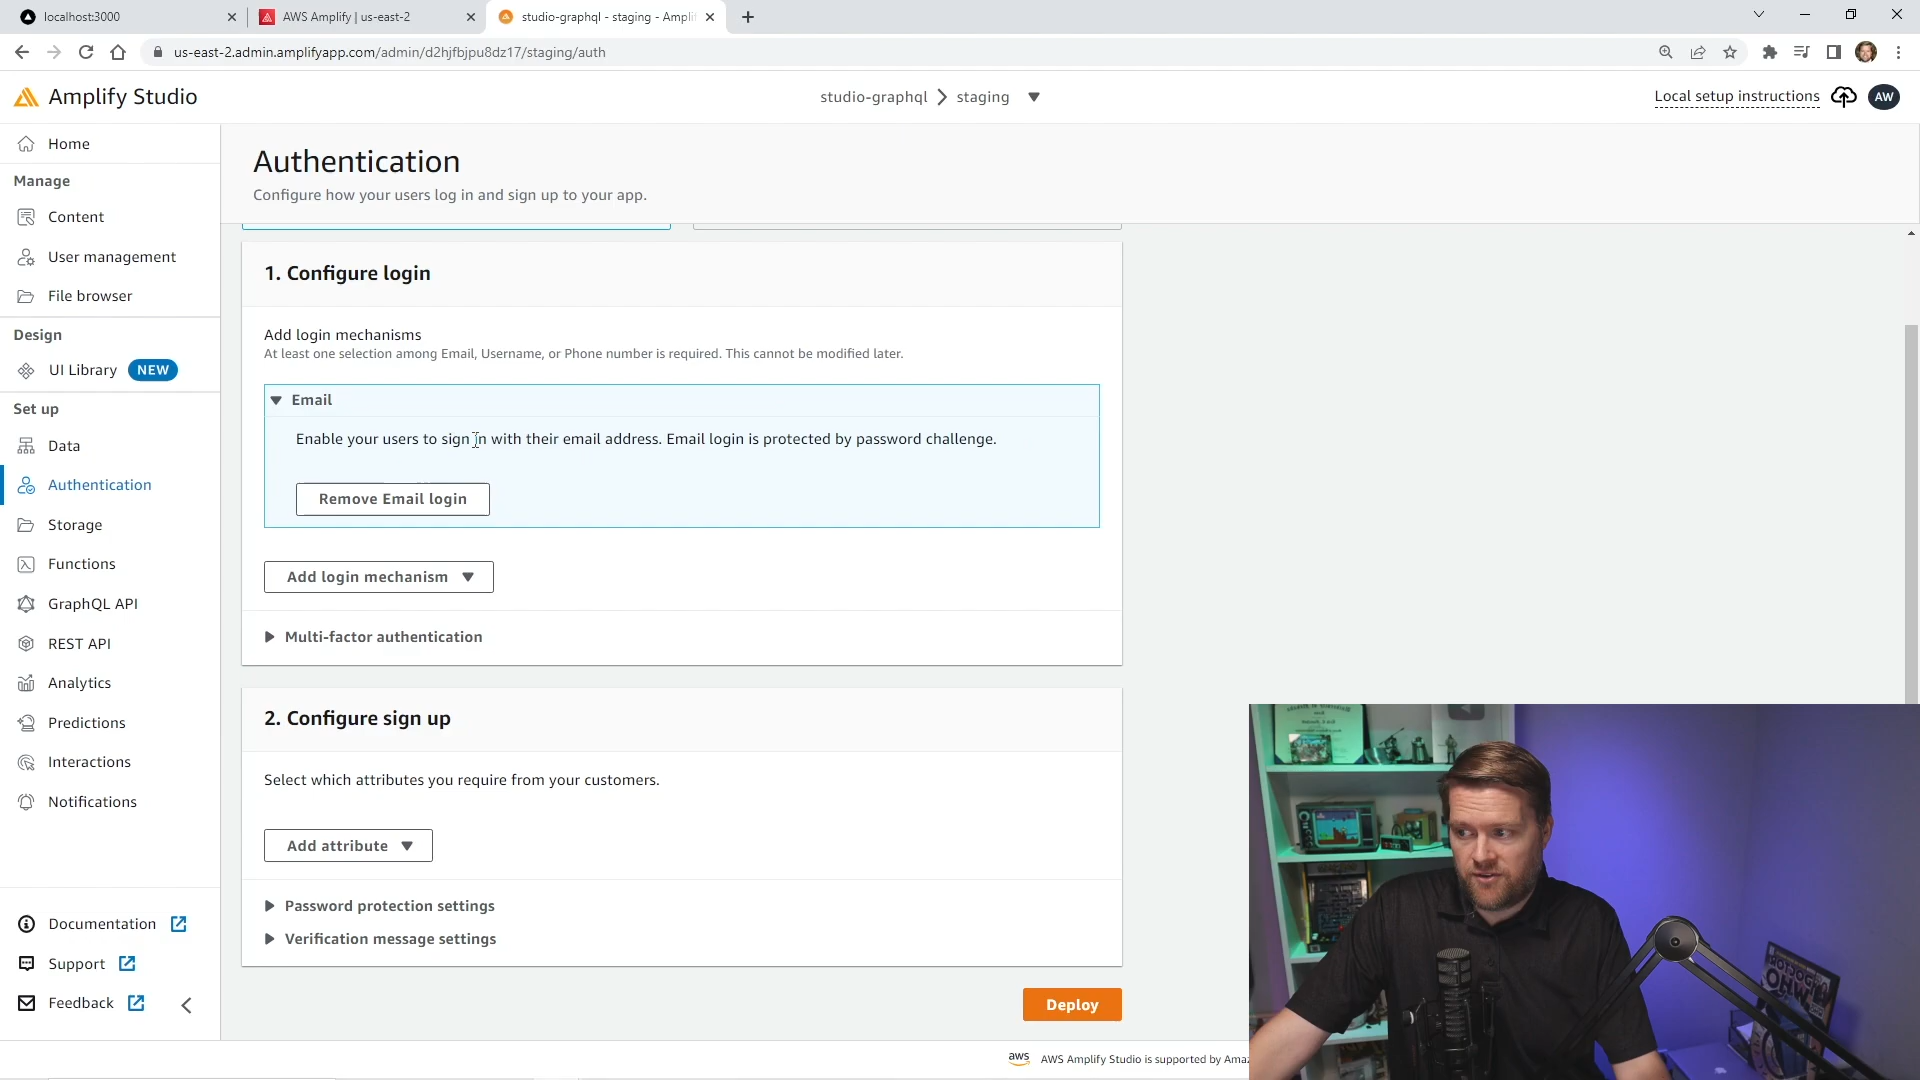 localhost:3000
AWS Amplify | us-east-2
studio-graphql - staging - Amplif
us-east-2.admin.amplifyapp.com/admin/d2hjfbjpu8dz17/staging/auth
Amplify Studio
studio-graphql
staging
Local setup instructions
AW
Home
Manage
Content
User management
File browser
Design
UI Library NEW
Set up
Data
Authentication
Storage
Functions
GraphQL API
REST API
Analytics
Predictions
Interactions
Notifications
Documentation
Support
Feedback
Authentication
Configure how your users log in and sign up to your app.
1. Configure login
Add login mechanisms
At least one selection among Email, Username, or Phone number is required. This cannot be modified later.
Email
Enable your users to sign in with their email address. Email login is protected by password challenge.
Remove Email login
Add login mechanism
Multi-factor authentication
2. Configure sign up
Select which attributes you require from your customers.
Add attribute
Password protection settings
Verification message settings
Deploy
aws AWS Amplify Studio is supported by Amaz